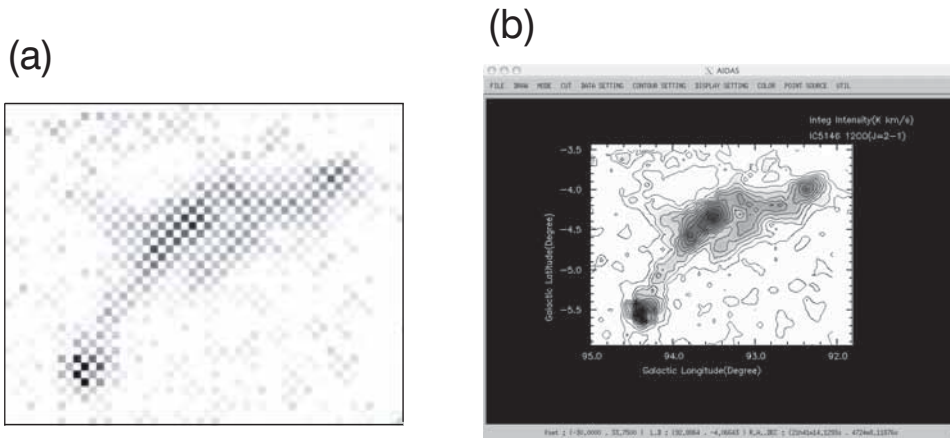 (a)
(b)
X AIDAS
FILE DRAW MODE CUT DATA SETTING CONTOUR SETTING DISPLAY SETTING COLOR POINT SOURCE UTIL
Integ Intensity(K km/s)
IC5146 12CO(J=2-1)
-3.5
-4.0
-4.5
-5.0
-5.5
Galactic Latitude(Degree)
95.0 94.0 93.0 92.0
Galactic Longitude(Degree)